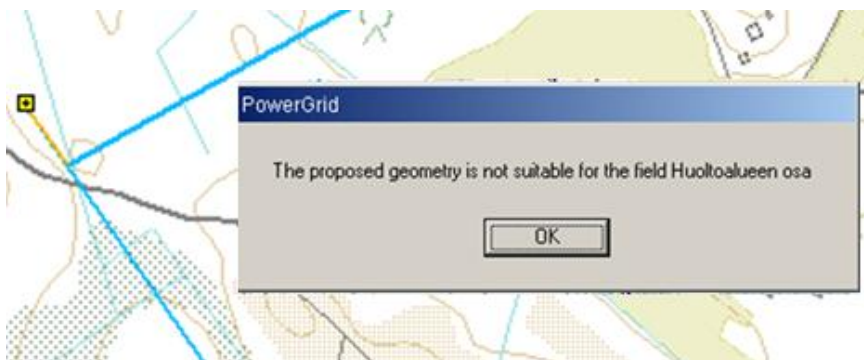 PowerGrid
The proposed geometry is not suitable for the field Huoltoalueen osa
OK